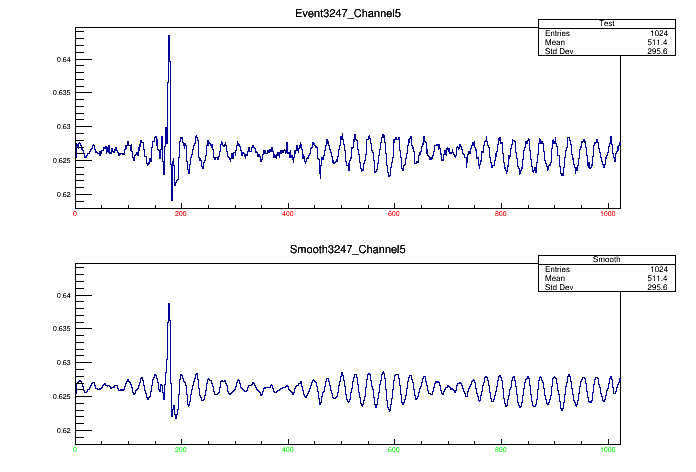 Event3247_Channel5
Test
Entries 1024
Mean 511.4
Std Dev 295.6
0.64
0.635
0.63
0.625
0.62
0 200 400 600 800 1000
Smooth3247_Channel5
Smooth
Entries 1024
Mean 511.4
Std Dev 295.6
0.64
0.635
0.63
0.625
0.62
0 200 400 600 800 1000